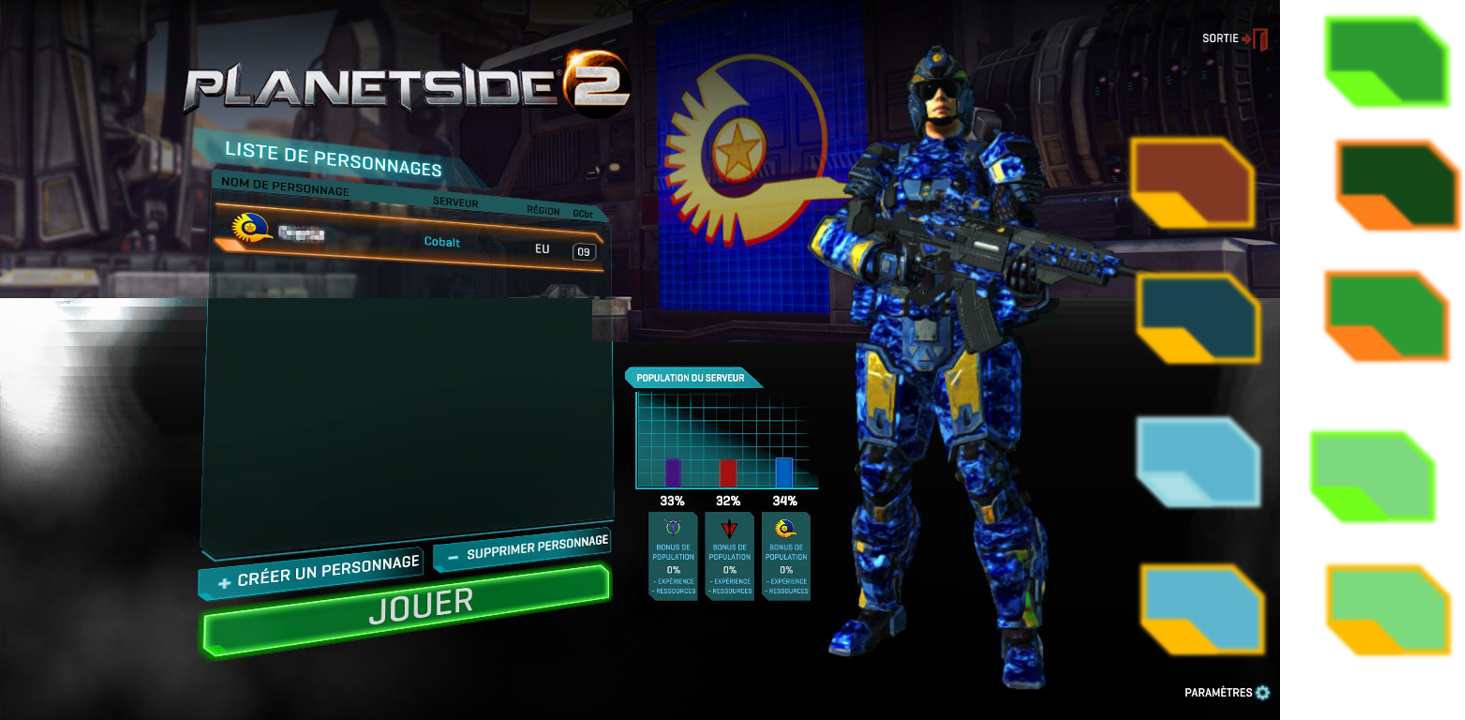 SORTIE
PLANETSIDE 2
LISTE DE PERSONNAGES
NOM DE PERSONNAGE SERVEUR RÉGION GCbt
Cobalt EU 09
POPULATION DU SERVEUR
33% 32% 34%
BONUS DE POPULATION 0% - EXPÉRIENCE - RESSOURCES
BONUS DE POPULATION 0% - EXPÉRIENCE - RESSOURCES
BONUS DE POPULATION 0% - EXPÉRIENCE - RESSOURCES
+ CRÉER UN PERSONNAGE
- SUPPRIMER PERSONNAGE
JOUER
PARAMÈTRES